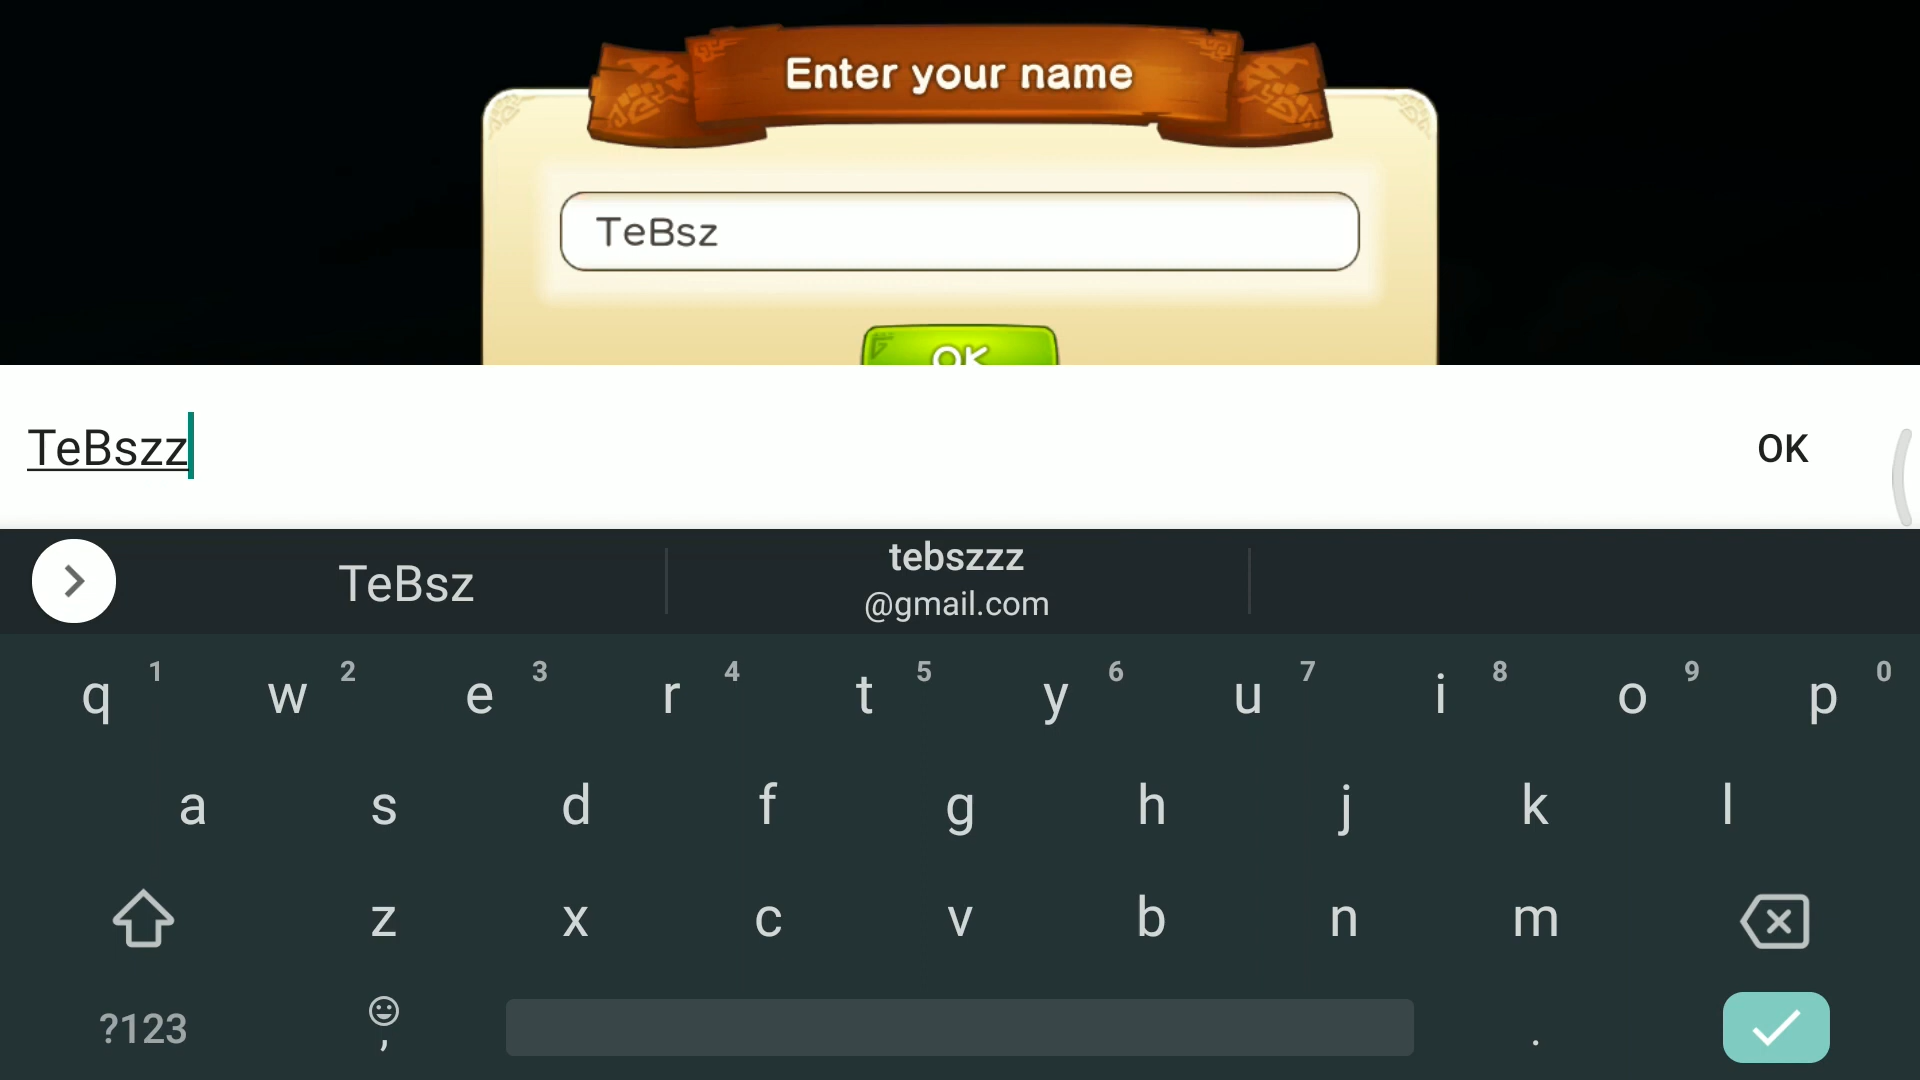 Enter your name
TeBsz
OK
TeBszz
OK
TeBsz
tebszzz
@gmail.com
q 1 w 2 e 3 r 4 t 5 y 6 u 7 i 8 o 9 p 0
a s d f g h j k l
z x c v b n m
?123 , .